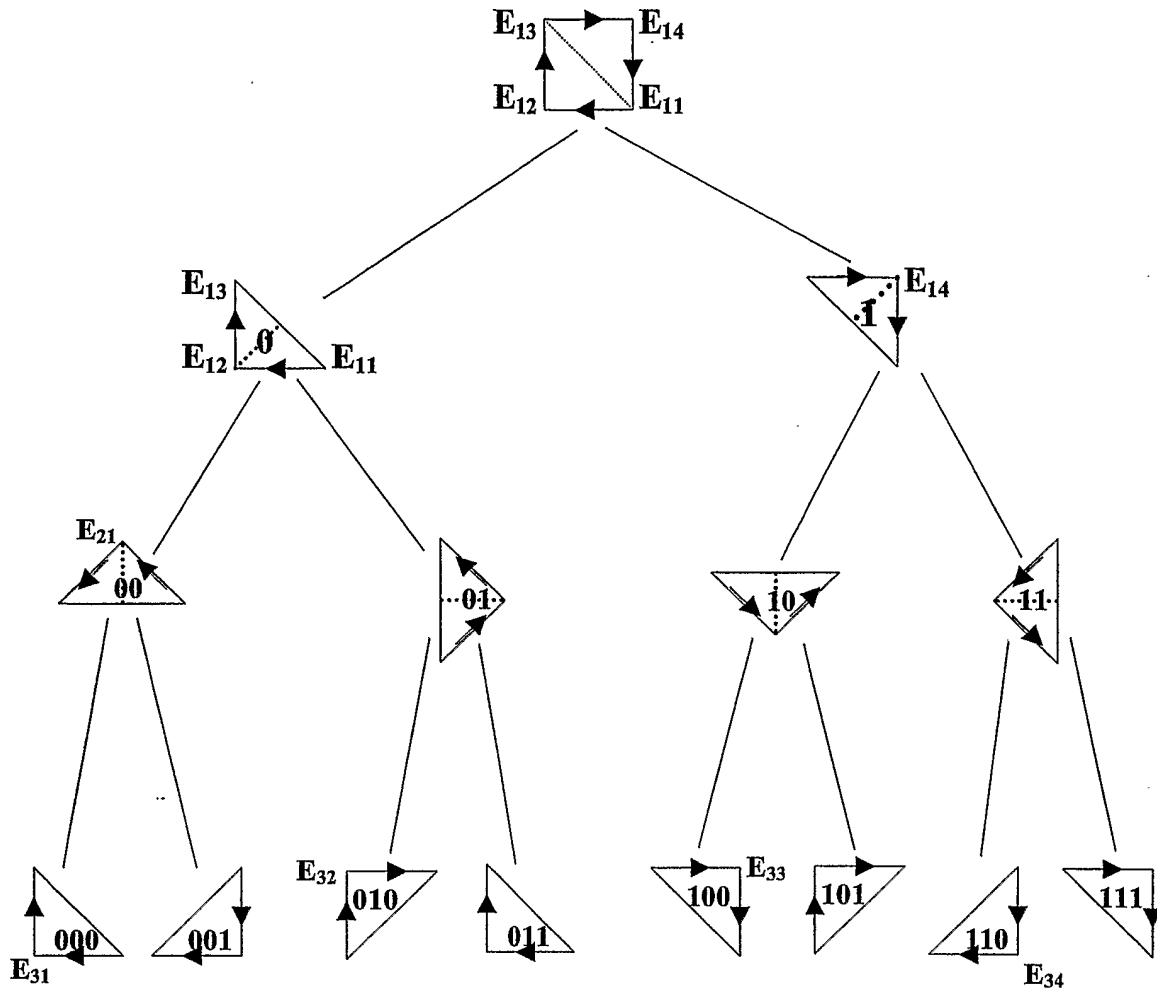 E₁₃ E₁₄
E₁₂ E₁₁
E₁₃ E₁₄
0 1
E₁₂ E₁₁
E₂₁
00 01 10 11
E₃₂ E₃₃
010 100 101 111
000 001 011 110
E₃₁ E₃₄